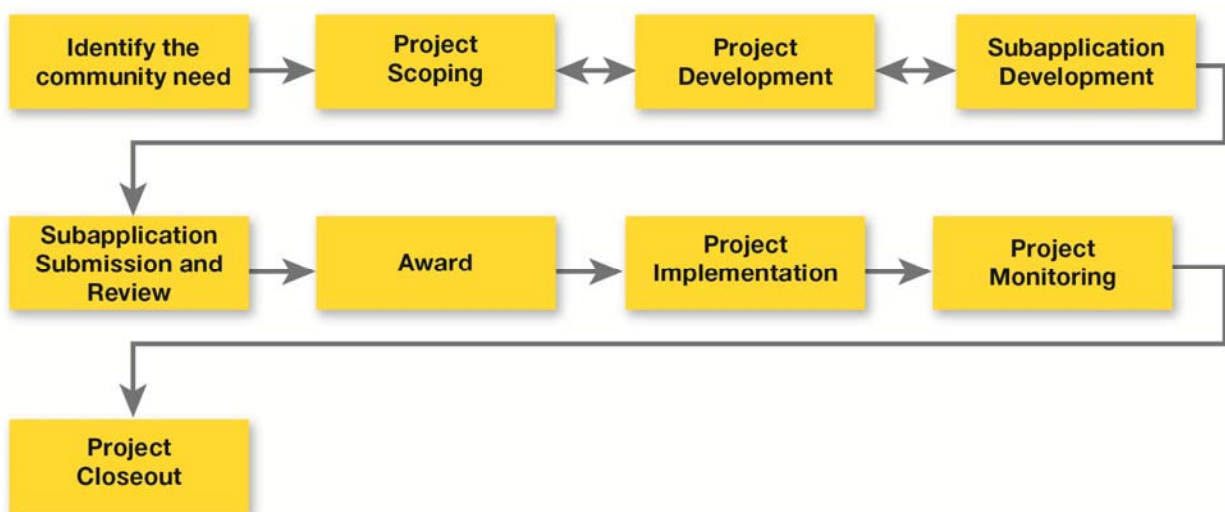 Identify the
community need
Project
Scoping
Project
Development
Subapplication
Development
Subapplication
Submission and
Review
Award
Project
Implementation
Project
Monitoring
Project
Closeout